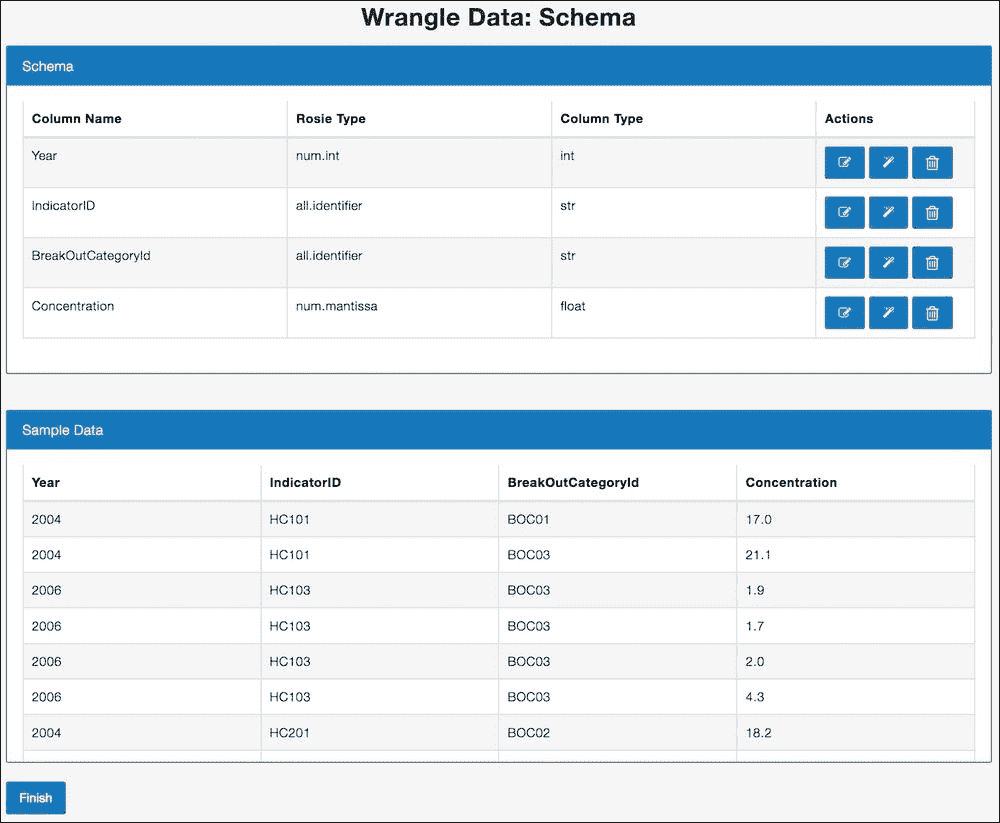 Wrangle Data: Schema
Schema
Column Name Rosie Type Column Type Actions
Year num.int int
IndicatorID all.identifier str
BreakOutCategoryId all.identifier str
Concentration num.mantissa float
Sample Data
Year IndicatorID BreakOutCategoryId Concentration
2004 HC101 BOC01 17.0
2004 HC101 BOC03 21.1
2006 HC103 BOC03 1.9
2006 HC103 BOC03 1.7
2006 HC103 BOC03 2.0
2006 HC103 BOC03 4.3
2004 HC201 BOC02 18.2
Finish